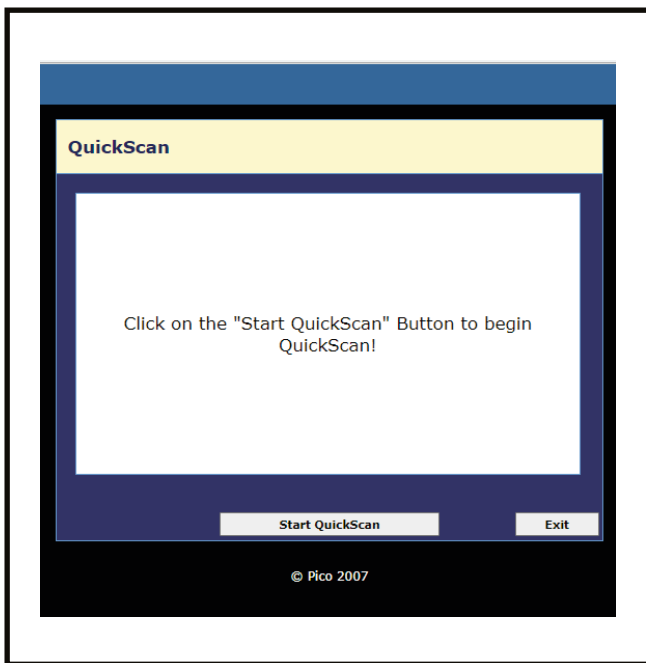 QuickScan
Click on the "Start QuickScan" Button to begin
QuickScan!
Start QuickScan
Exit
© Pico 2007